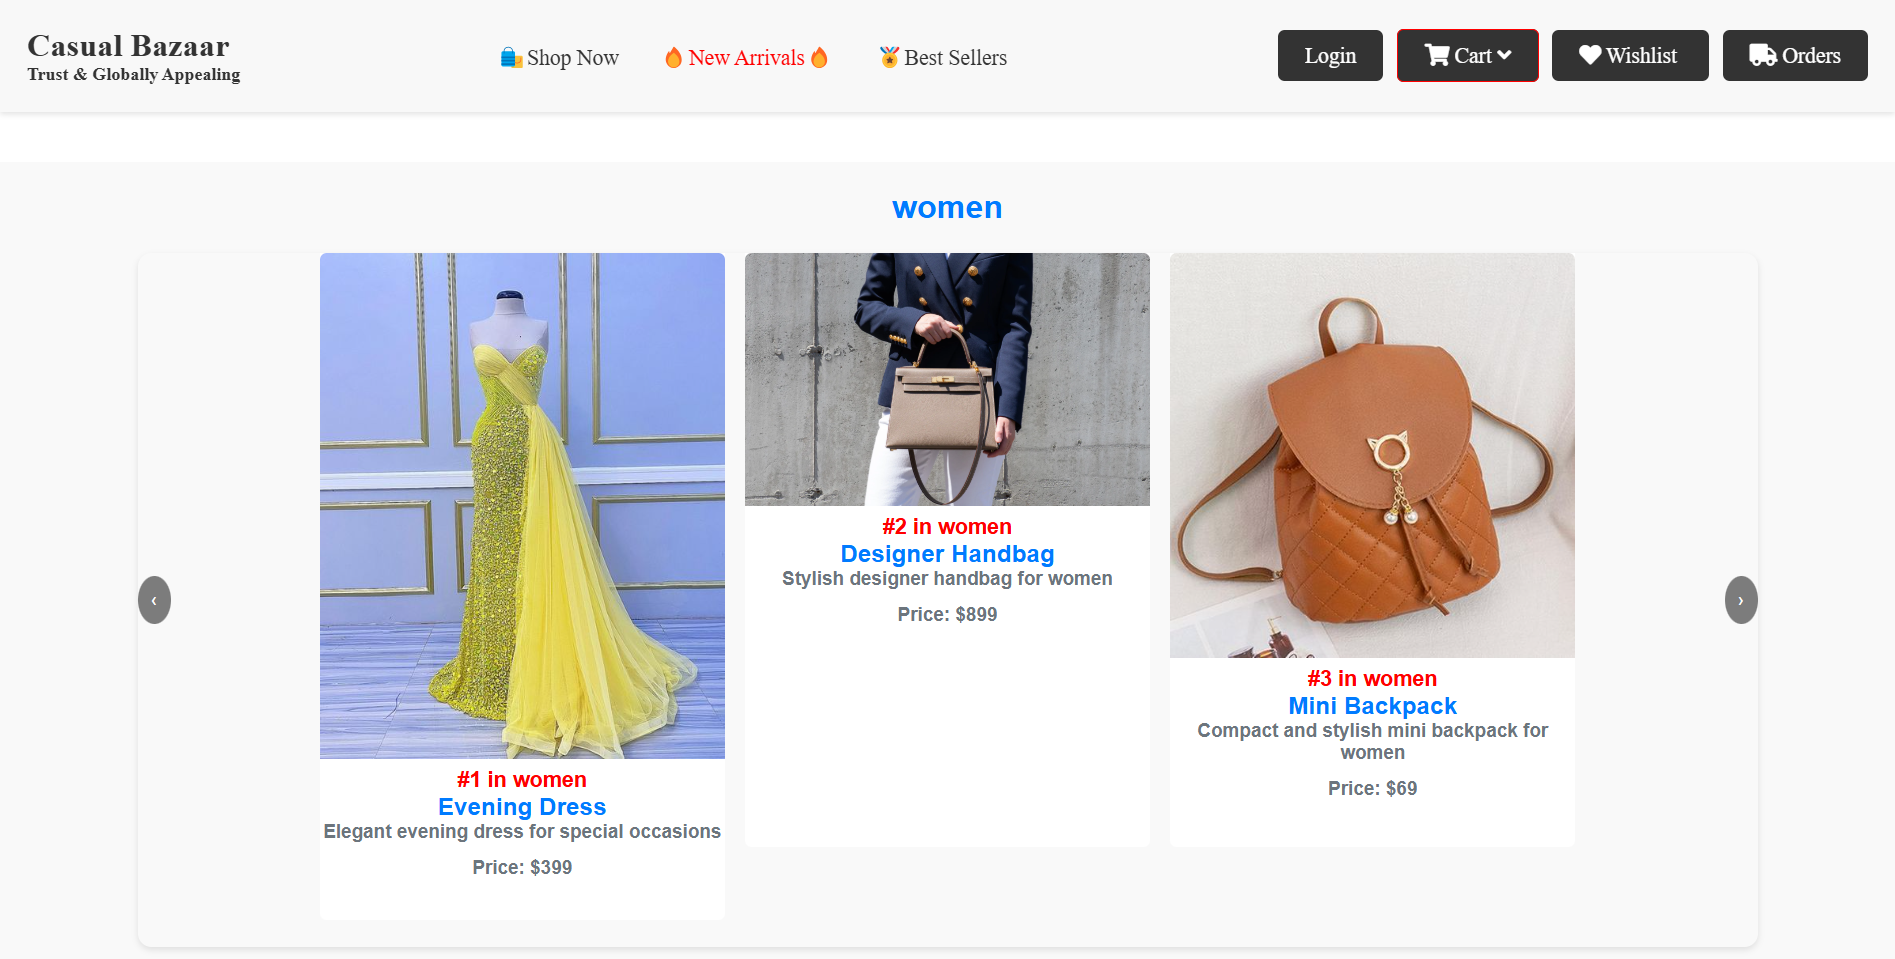 Casual Bazaar
Trust & Globally Appealing
Shop Now
New Arrivals
Best Sellers
Login
Cart
Wishlist
Orders
women
‹
›
#1 in women
Evening Dress
Elegant evening dress for special occasions
Price: $399
#2 in women
Designer Handbag
Stylish designer handbag for women
Price: $899
#3 in women
Mini Backpack
Compact and stylish mini backpack for
women
Price: $69